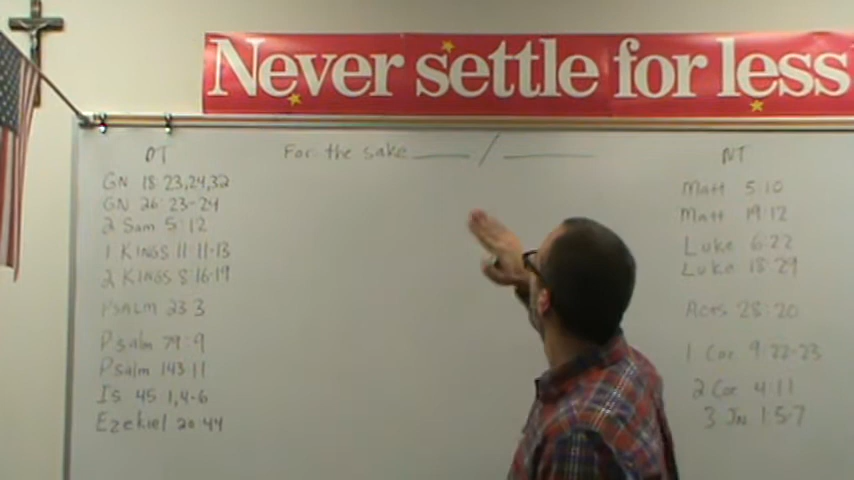 Never settle for less
OT
For the sake ____ / ________
NT
GN 18:23,24,32
GN 26:23-24
2 Sam 5:12
1 KINGS 11:11-13
2 KINGS 8:16-19
PSALM 23:3
Psalm 79:9
Psalm 143:11
IS 45 1,4-6
Ezekiel 20:44
Matt 5:10
Matt 19:12
Luke 6:22
Luke 18:29
Acts 28:20
1 Cor 9:22-23
2 Cor 4:11
3 JN 1:5-7